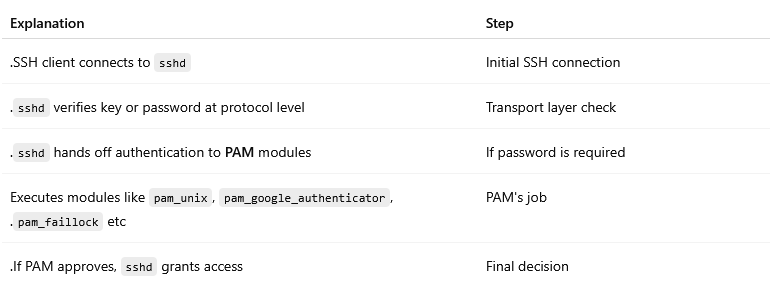 Explanation Step
.SSH client connects to sshd Initial SSH connection
. sshd verifies key or password at protocol level Transport layer check
. sshd hands off authentication to PAM modules If password is required
Executes modules like pam_unix, pam_google_authenticator, PAM's job
. pam_faillock etc
.If PAM approves, sshd grants access Final decision